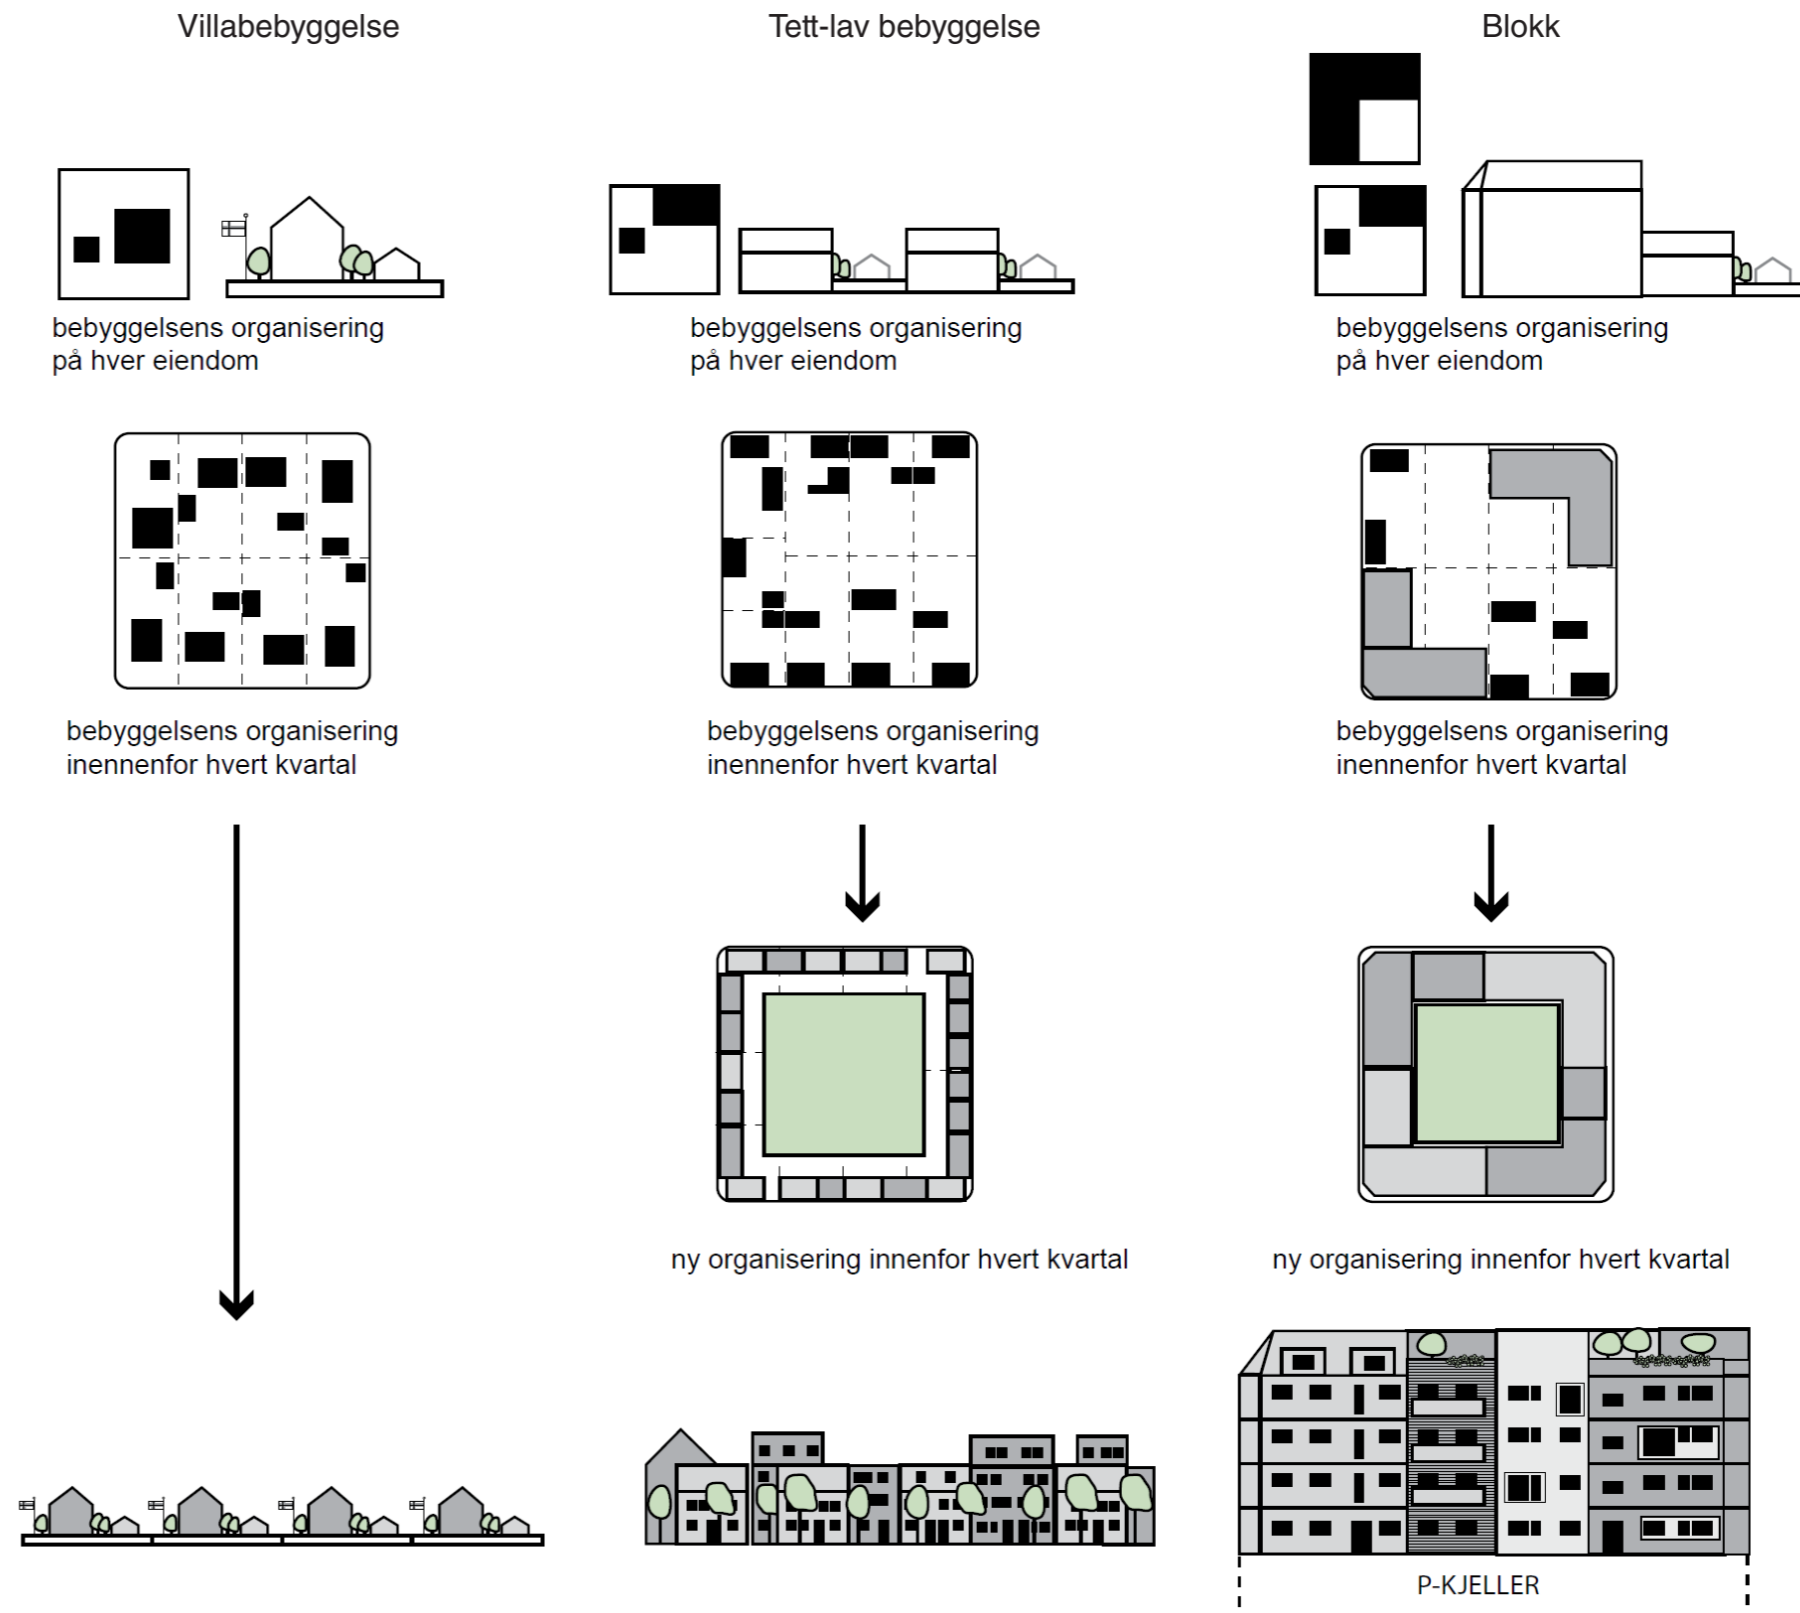 Villabebyggelse
Tett-lav bebyggelse
Blokk
bebyggelsens organisering
på hver eiendom
bebyggelsens organisering
på hver eiendom
bebyggelsens organisering
på hver eiendom
bebyggelsens organisering
inennenfor hvert kvartal
bebyggelsens organisering
inennenfor hvert kvartal
bebyggelsens organisering
inennenfor hvert kvartal
ny organisering innenfor hvert kvartal
ny organisering innenfor hvert kvartal
P-KJELLER